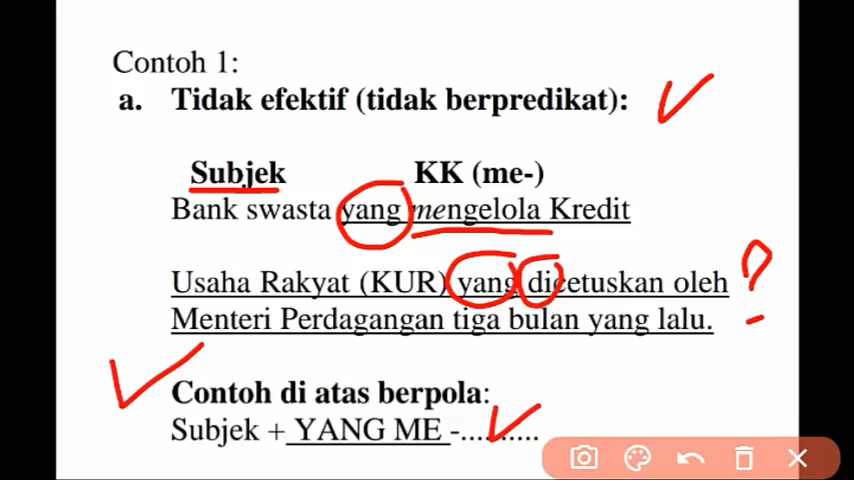 Contoh 1:
a. Tidak efektif (tidak berpredikat):
Subjek KK (me-)
Bank swasta yang mengelola Kredit
Usaha Rakyat (KUR) yang dicetuskan oleh
Menteri Perdagangan tiga bulan yang lalu.
?
Contoh di atas berpola:
Subjek + YANG ME -..........